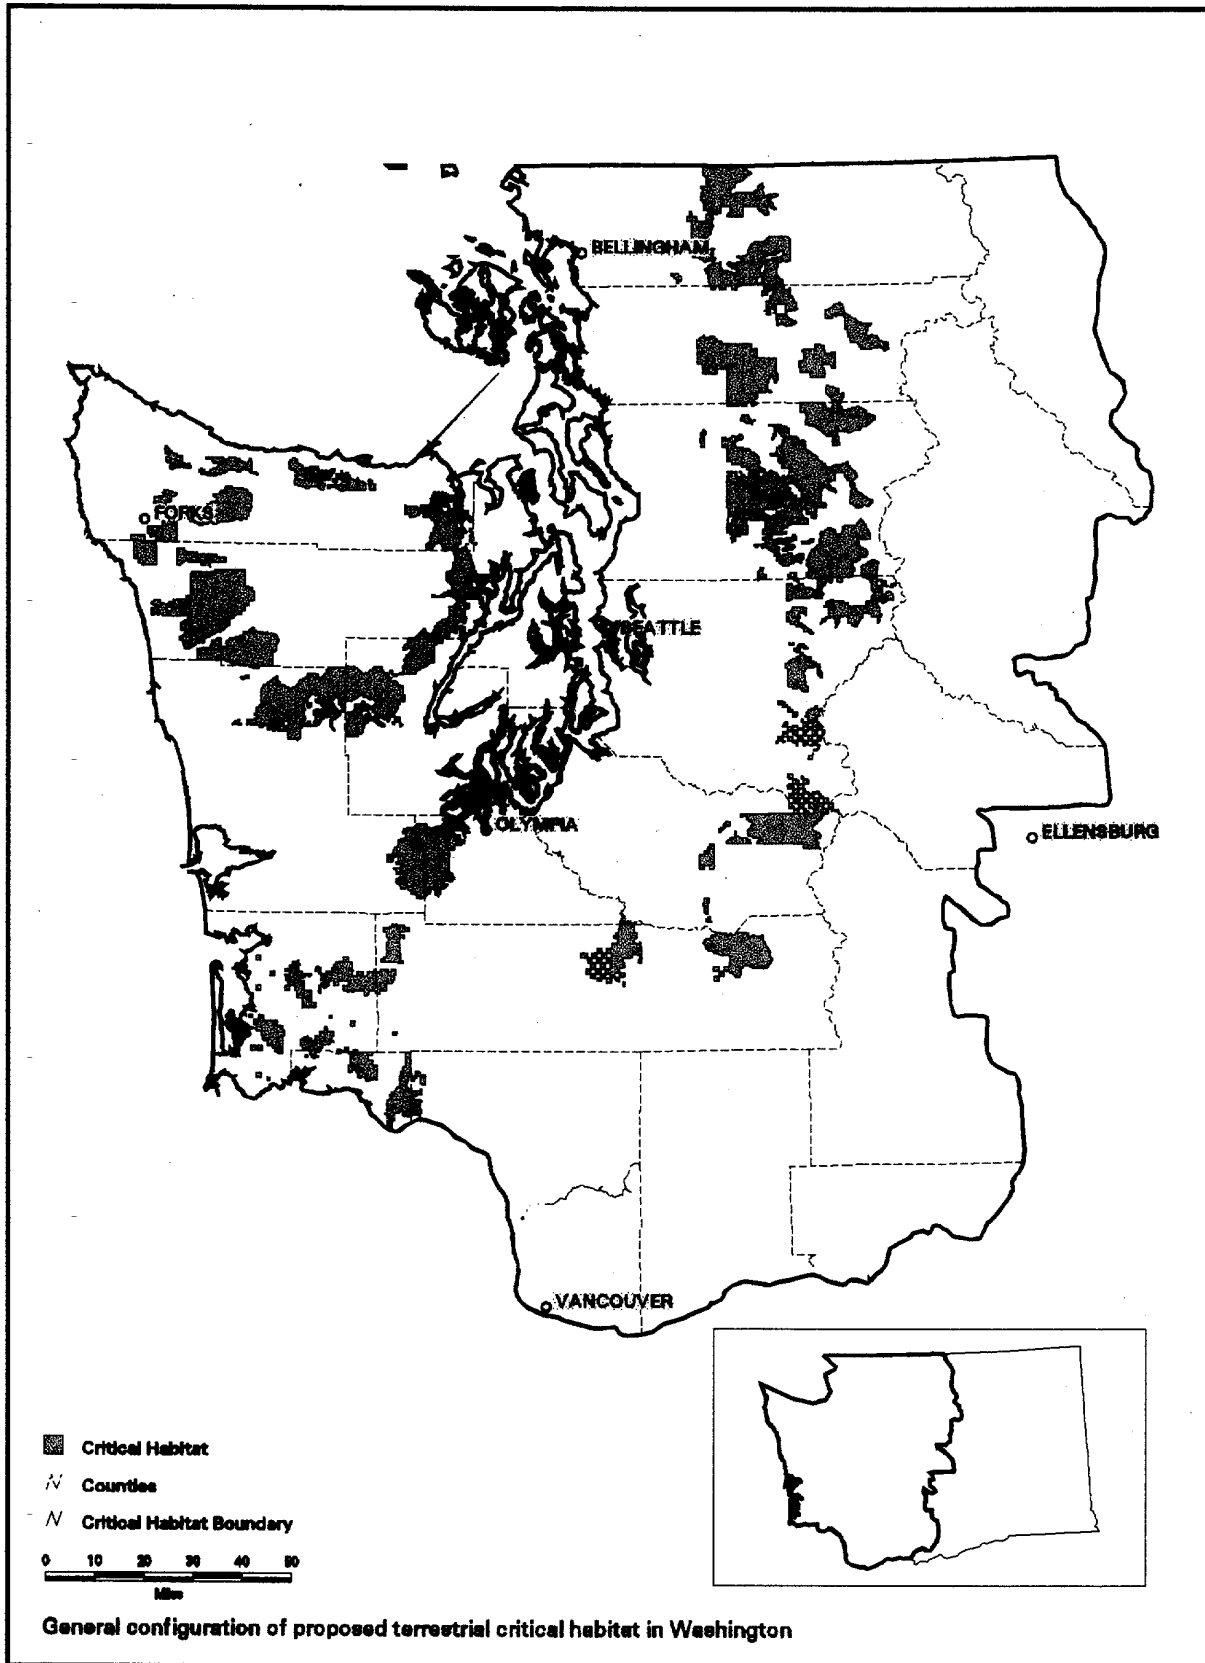 BELLINGHAM
FORKS
SEATTLE
OLYMPIA
ELLENSBURG
VANCOUVER
Critical Habitat
Counties
Critical Habitat Boundary
0 10 20 30 40 50
Miles
General configuration of proposed terrestrial critical habitat in Washington